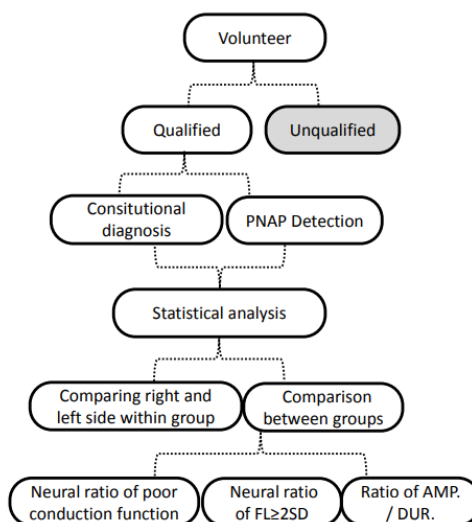 Volunteer
Qualified
Unqualified
Consitutional
diagnosis
PNAP Detection
Statistical analysis
Comparing right and
left side within group
Comparison
between groups
Neural ratio of poor
conduction function
Neural ratio
of FL≥2SD
Ratio of AMP.
/ DUR.